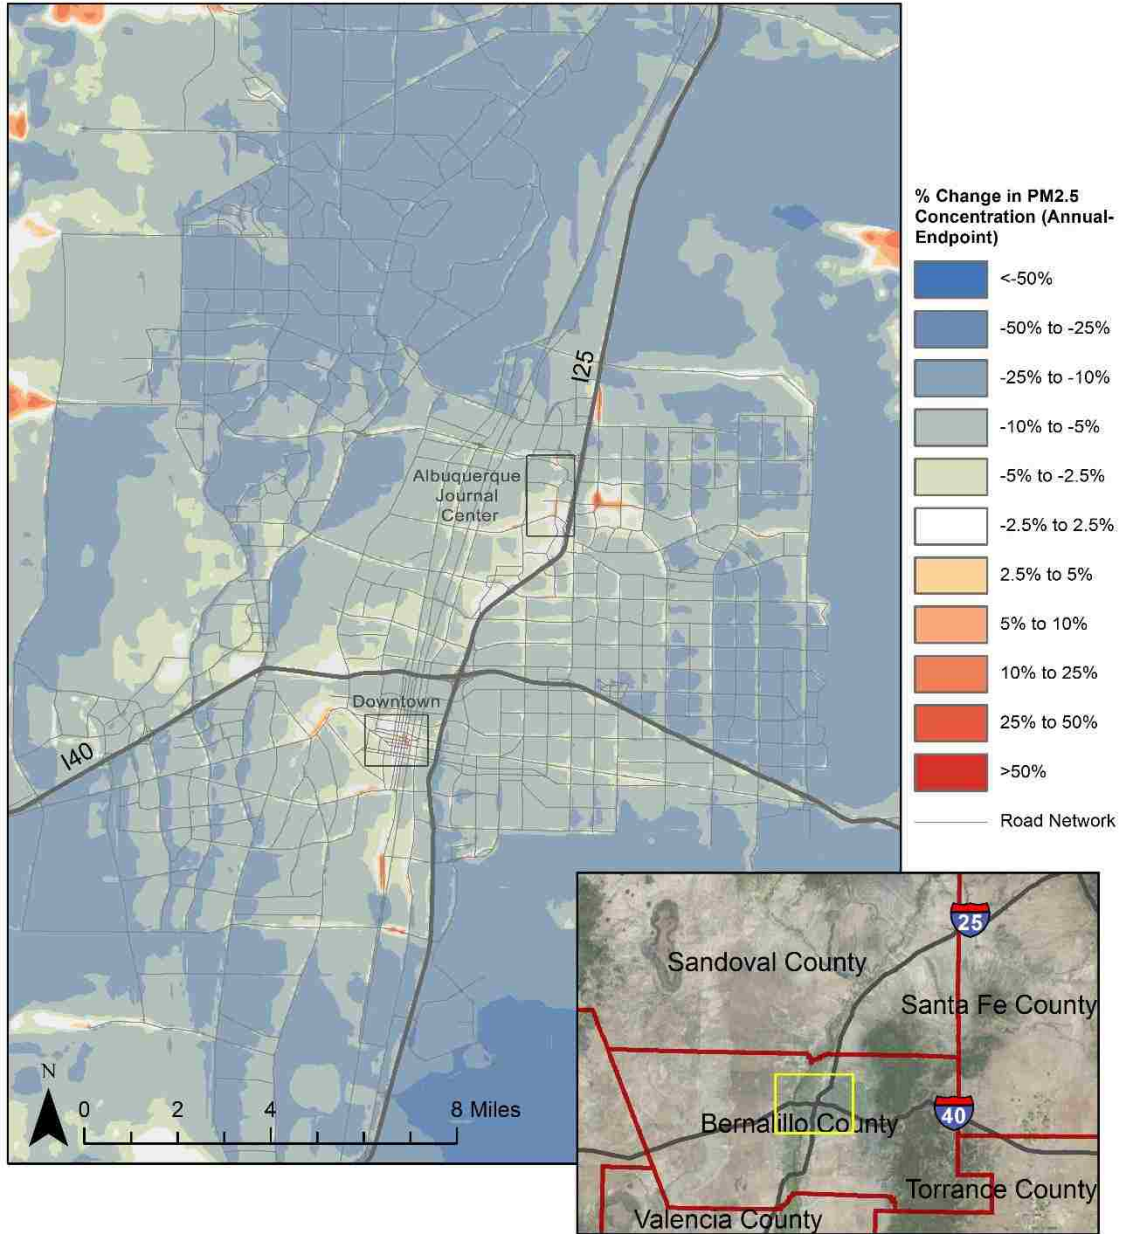 % Change in PM2.5
Concentration (Annual-
Endpoint)
<-50%
-50% to -25%
-25% to -10%
-10% to -5%
-5% to -2.5%
-2.5% to 2.5%
2.5% to 5%
5% to 10%
10% to 25%
25% to 50%
>50%
Road Network
I25
Albuquerque
Journal
Center
Downtown
I40
N
0 2 4 8 Miles
25
Sandoval County
Santa Fe County
40
Bernalillo County
Torrance County
Valencia County